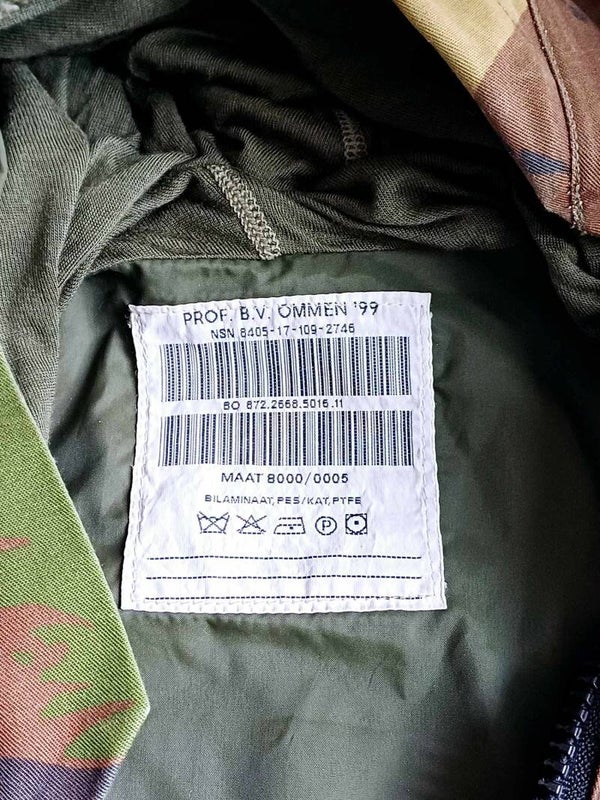 PROF. B.V. OMMEN '99
NSN 8405-17-109-2746
BO 672.2668.5016.11
MAAT 8000/0005
BILAMINAAT, PES/KAT, PTFE
P